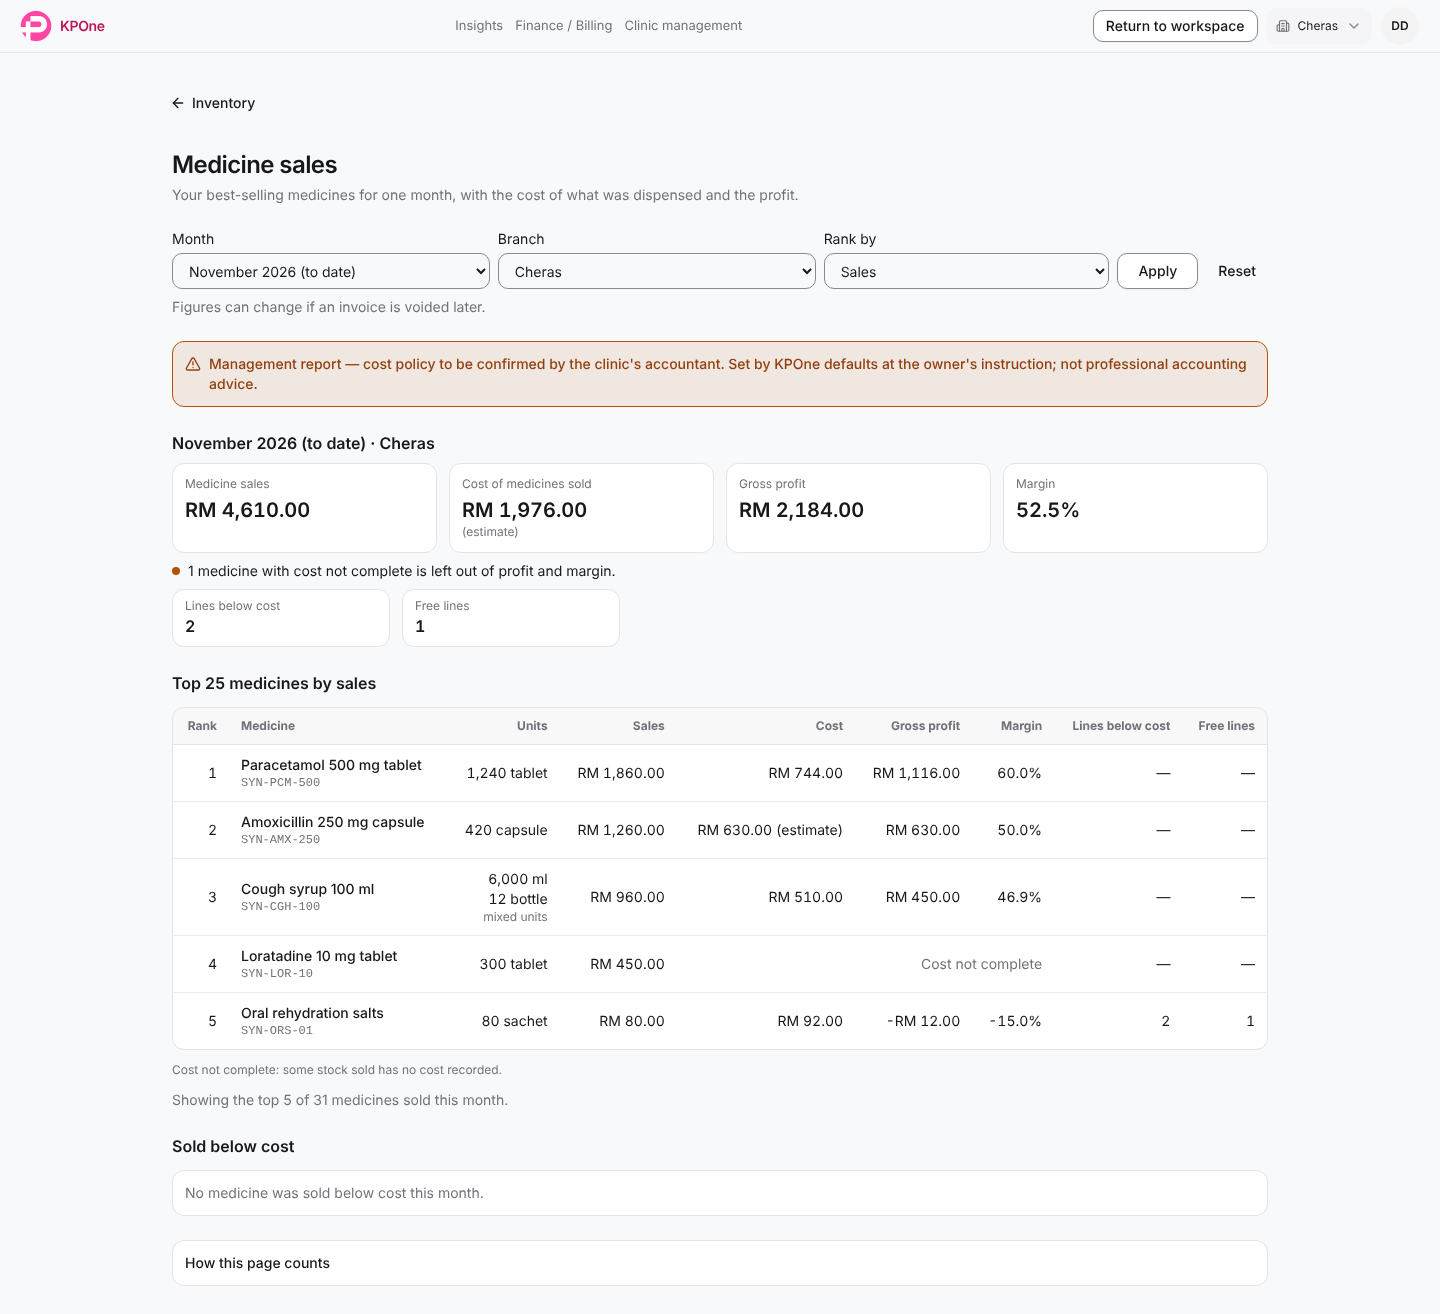 KPOne
Insights Finance / Billing Clinic management
Return to workspace
Cheras
DD
Inventory
Medicine sales
Your best-selling medicines for one month, with the cost of what was dispensed and the profit.
Month Branch Rank by
November 2026 (to date) Cheras Sales Apply Reset
Figures can change if an invoice is voided later.
Management report — cost policy to be confirmed by the clinic's accountant. Set by KPOne defaults at the owner's instruction; not professional accounting
advice.
November 2026 (to date) · Cheras
Medicine sales Cost of medicines sold Gross profit Margin
RM 4,610.00 RM 1,976.00 RM 2,184.00 52.5%
(estimate)
1 medicine with cost not complete is left out of profit and margin.
Lines below cost Free lines
2 1
Top 25 medicines by sales
Rank Medicine Units Sales Cost Gross profit Margin Lines below cost Free lines
1 Paracetamol 500 mg tablet 1,240 tablet RM 1,860.00 RM 744.00 RM 1,116.00 60.0% — —
SYN-PCM-500
2 Amoxicillin 250 mg capsule 420 capsule RM 1,260.00 RM 630.00 (estimate) RM 630.00 50.0% — —
SYN-AMX-250
6,000 ml
3 Cough syrup 100 ml 12 bottle RM 960.00 RM 510.00 RM 450.00 46.9% — —
SYN-CGH-100 mixed units
4 Loratadine 10 mg tablet 300 tablet RM 450.00 Cost not complete — —
SYN-LOR-10
5 Oral rehydration salts 80 sachet RM 80.00 RM 92.00 -RM 12.00 -15.0% 2 1
SYN-ORS-01
Cost not complete: some stock sold has no cost recorded.
Showing the top 5 of 31 medicines sold this month.
Sold below cost
No medicine was sold below cost this month.
How this page counts